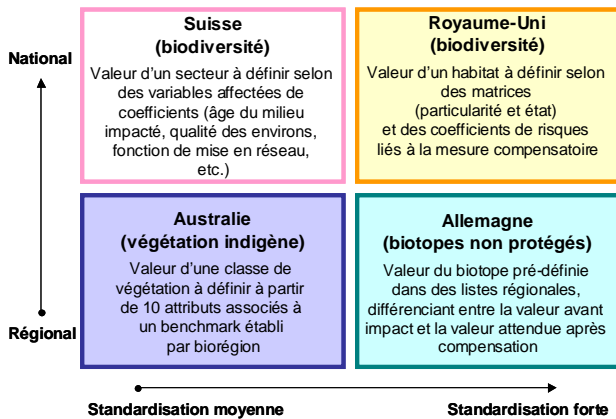 National
Régional
Suisse
(biodiversité)
Valeur d'un secteur à définir selon
des variables affectées de
coefficients (âge du milieu
impacté, qualité des environs,
fonction de mise en réseau,
etc.)
Royaume-Uni
(biodiversité)
Valeur d'un habitat à définir selon
des matrices
(particularité et état)
et des coefficients de risques
liés à la mesure compensatoire
Australie
(végétation indigène)
Valeur d'une classe de
végétation à définir à partir
de 10 attributs associés à
un benchmark établi
par biorégion
Allemagne
(biotopes non protégés)
Valeur du biotope pré-définie
dans des listes régionales,
différenciant entre la valeur avant
impact et la valeur attendue après
compensation
Standardisation moyenne
Standardisation forte